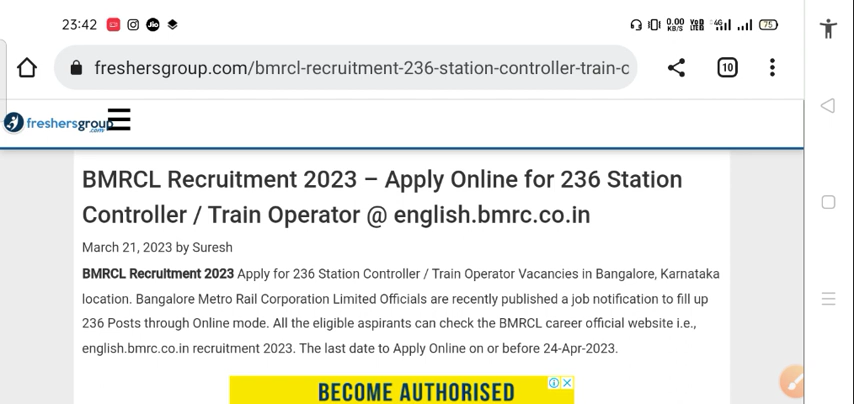 23:42 Jio 0.00 KB/S VoD LTE 4G 75
freshersgroup.com/bmrcl-recruitment-236-station-controller-train-c
10
freshersgroup
.com
BMRCL Recruitment 2023 – Apply Online for 236 Station
Controller / Train Operator @ english.bmrc.co.in
March 21, 2023 by Suresh
BMRCL Recruitment 2023 Apply for 236 Station Controller / Train Operator Vacancies in Bangalore, Karnataka
location. Bangalore Metro Rail Corporation Limited Officials are recently published a job notification to fill up
236 Posts through Online mode. All the eligible aspirants can check the BMRCL career official website i.e.,
english.bmrc.co.in recruitment 2023. The last date to Apply Online on or before 24-Apr-2023.
BECOME AUTHORISED